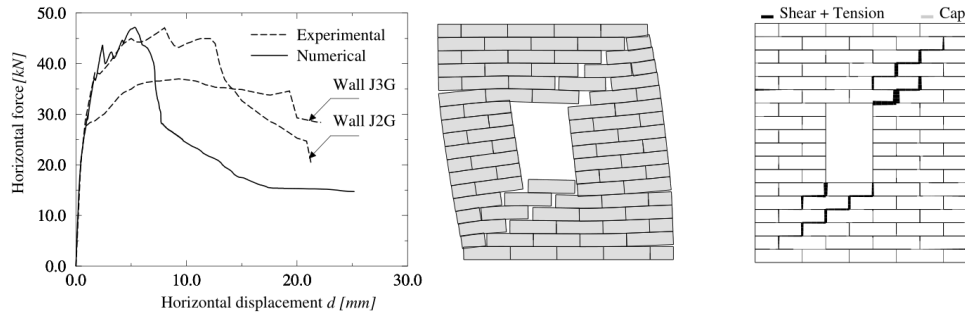 50.0
40.0
30.0
20.0
10.0
0.0
Horizontal force [kN]
Experimental
Numerical
Wall J3G
Wall J2G
0.0 10.0 20.0 30.0
Horizontal displacement d [mm]
Shear + Tension Cap